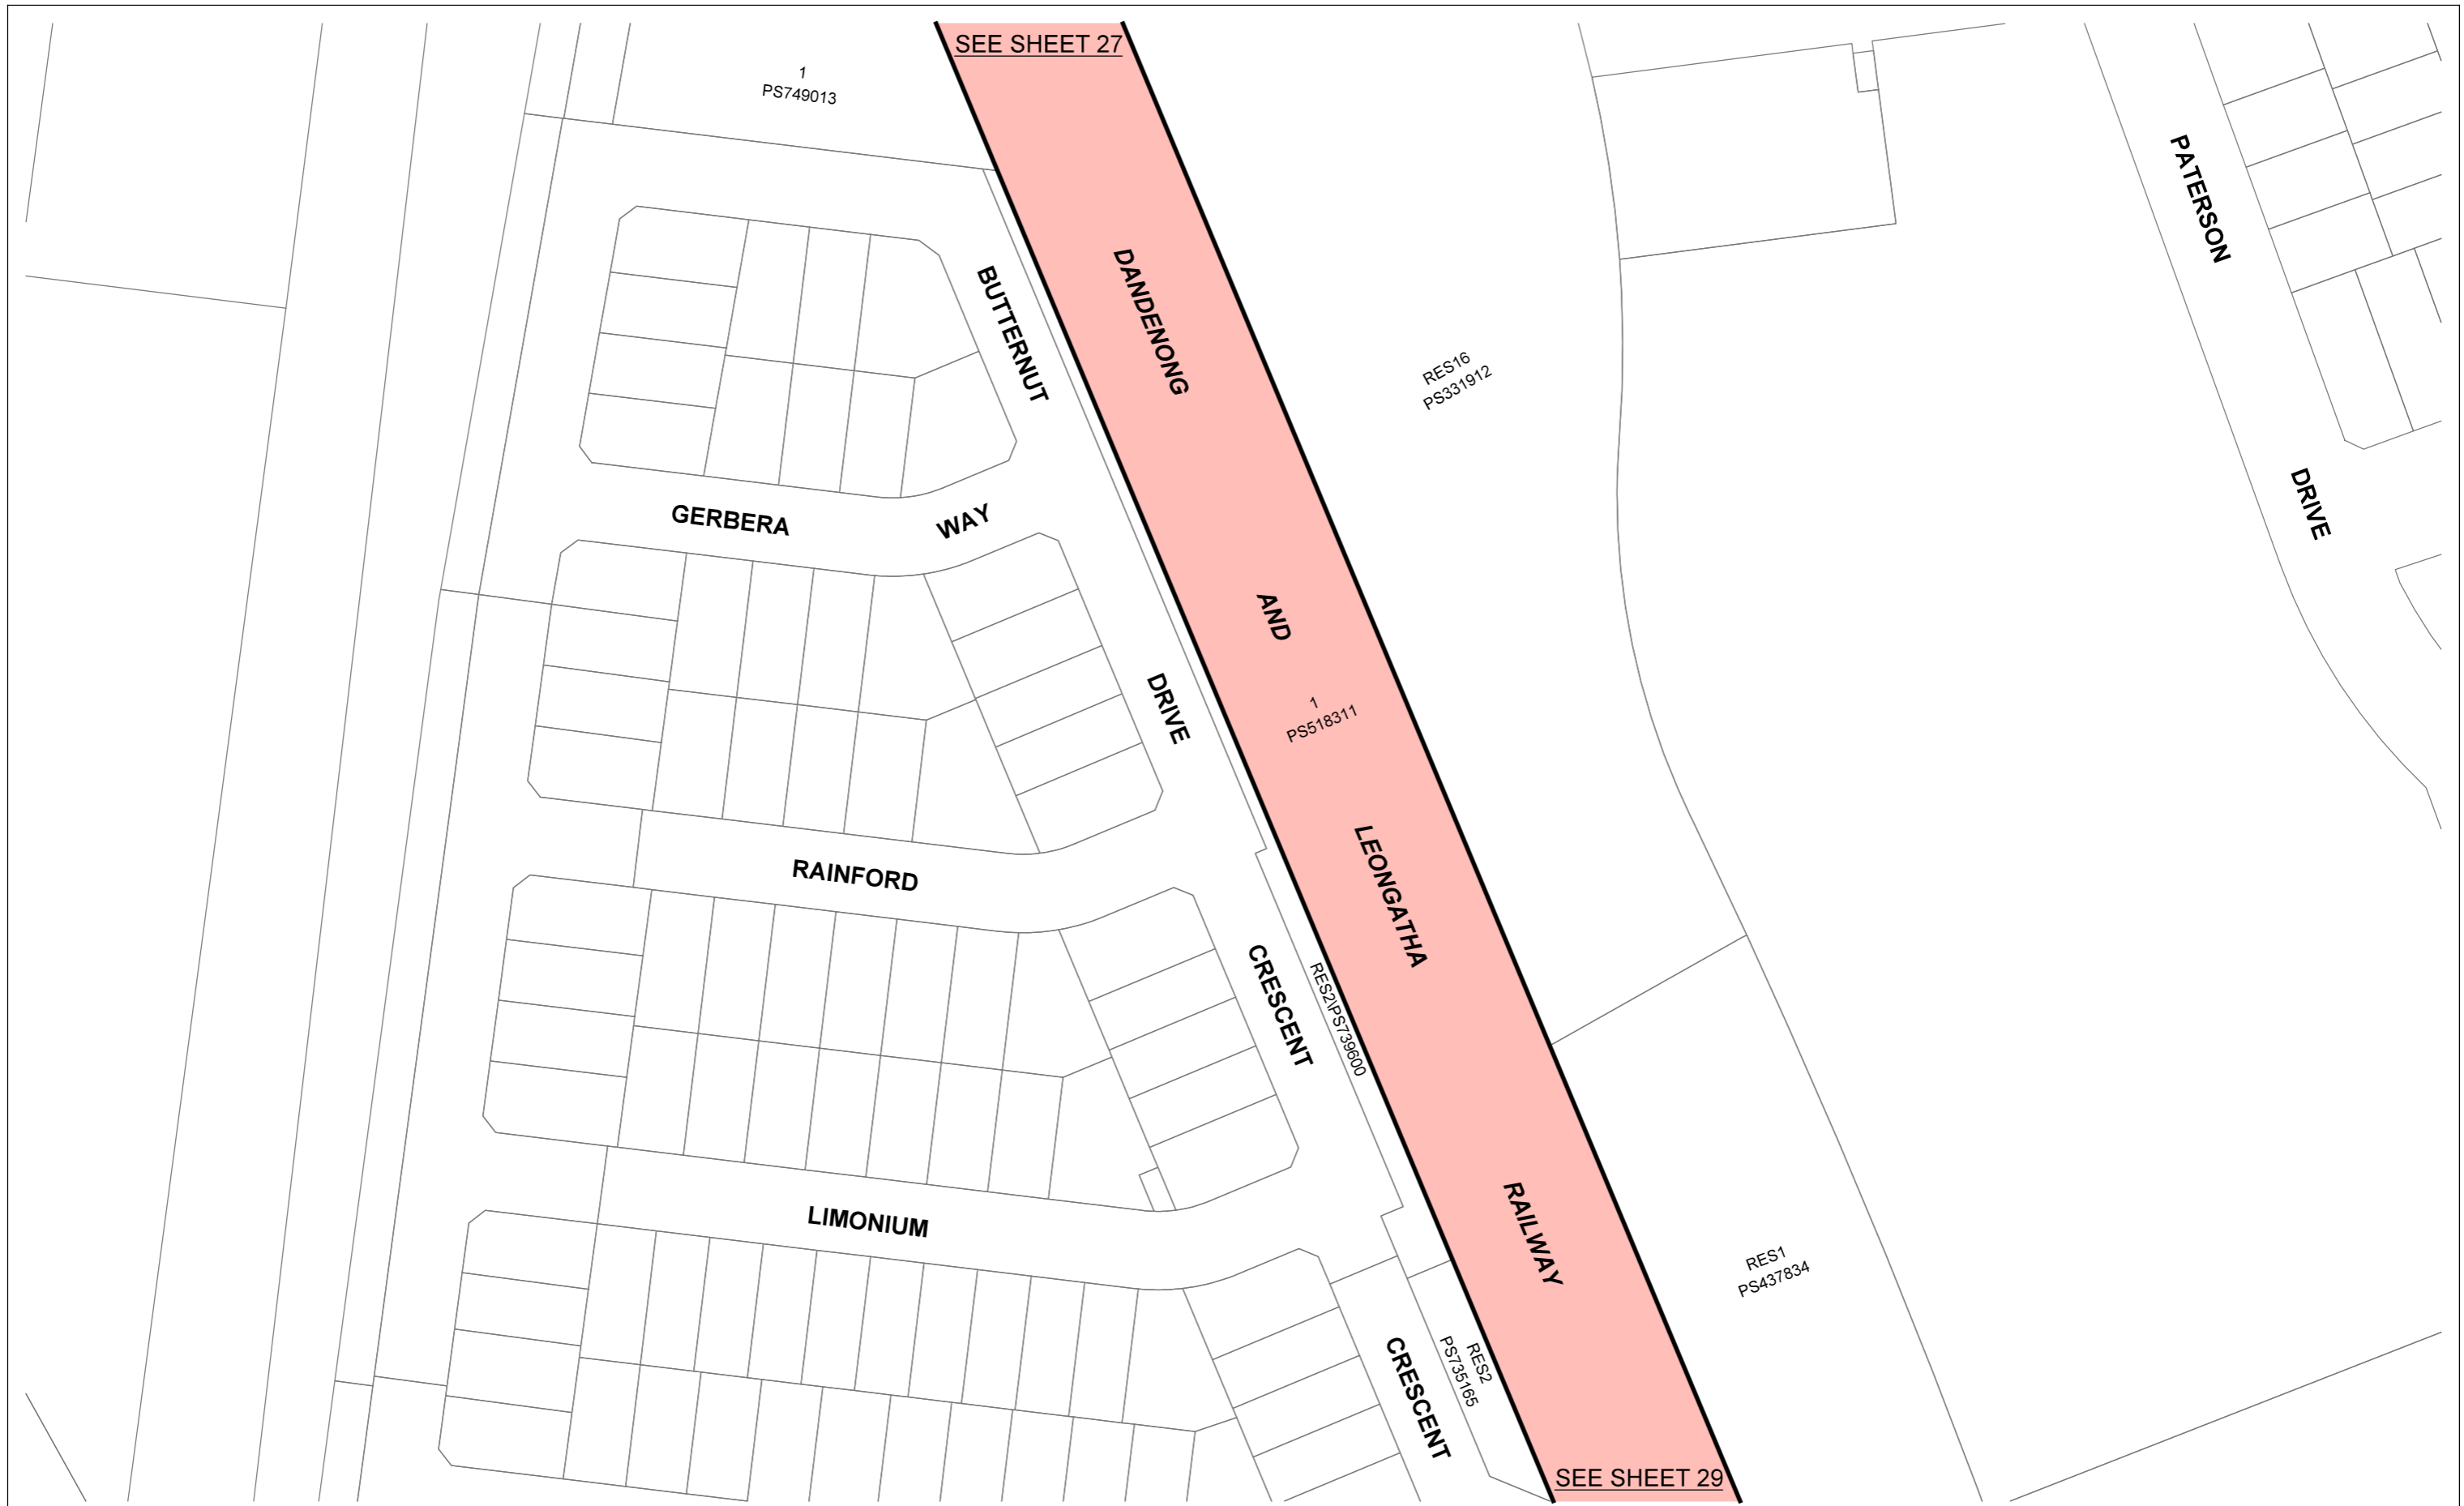 SEE SHEET 27
1
PS749013
PATERSON
DRIVE
BUTTERNUT
DRIVE
DANDENONG
AND
LEONGATHA
RAILWAY
RES16
PS331912
GERBERA WAY
1
PS518311
RAINFORD
CRESCENT
RES2\PS739600
LIMONIUM
CRESCENT
RES1
PS437834
RES2
PS735165
SEE SHEET 29